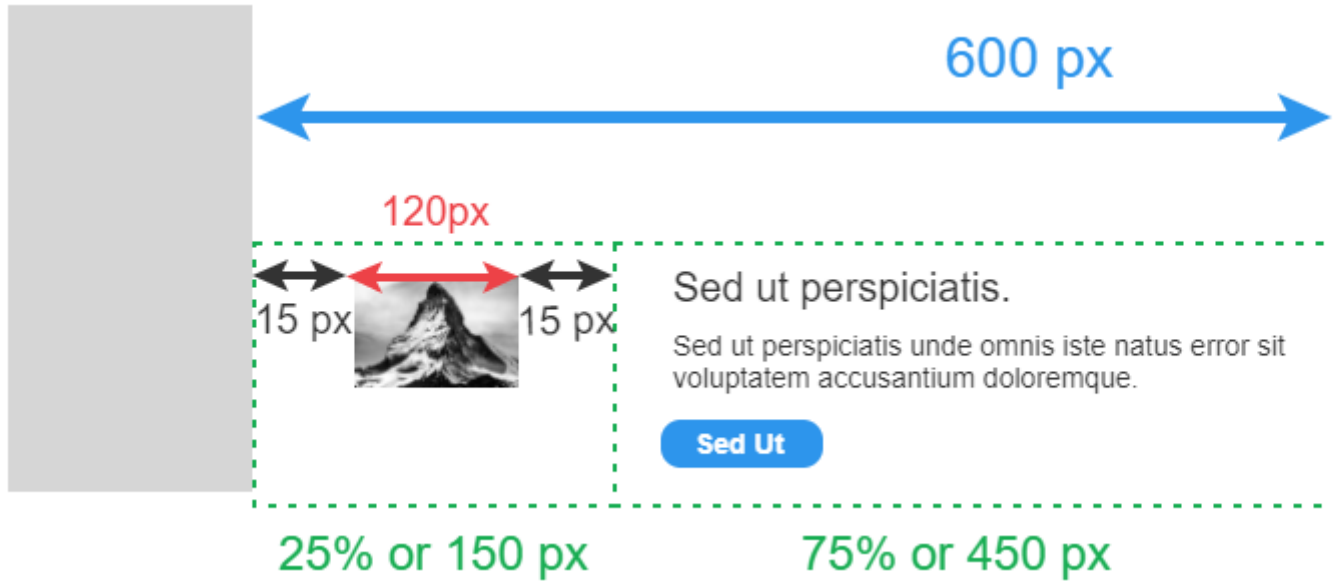 600 px
120px
15 px
15 px
Sed ut perspiciatis.
Sed ut perspiciatis unde omnis iste natus error sit
voluptatem accusantium doloremque.
Sed Ut
25% or 150 px
75% or 450 px